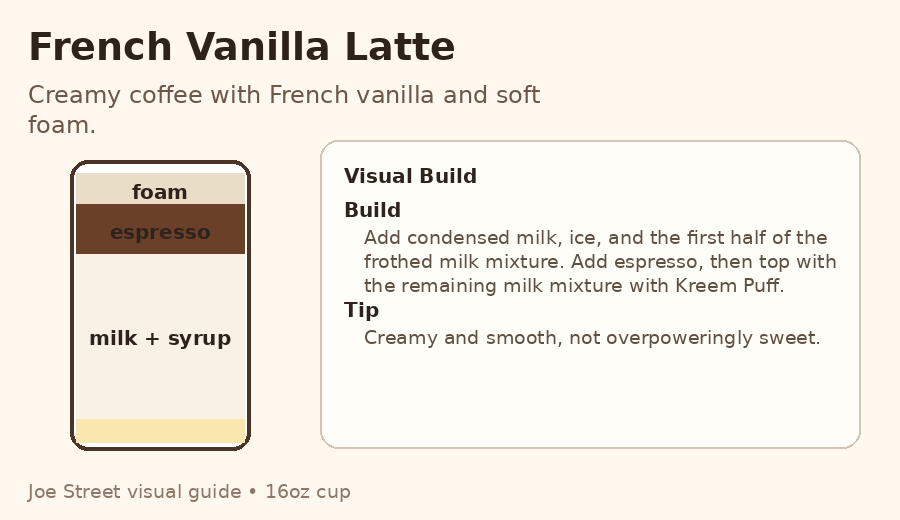 French Vanilla Latte
Creamy coffee with French vanilla and soft
foam.
foam
espresso
milk + syrup
Visual Build
Build
Add condensed milk, ice, and the first half of the
frothed milk mixture. Add espresso, then top with
the remaining milk mixture with Kreem Puff.
Tip
Creamy and smooth, not overpoweringly sweet.
Joe Street visual guide • 16oz cup